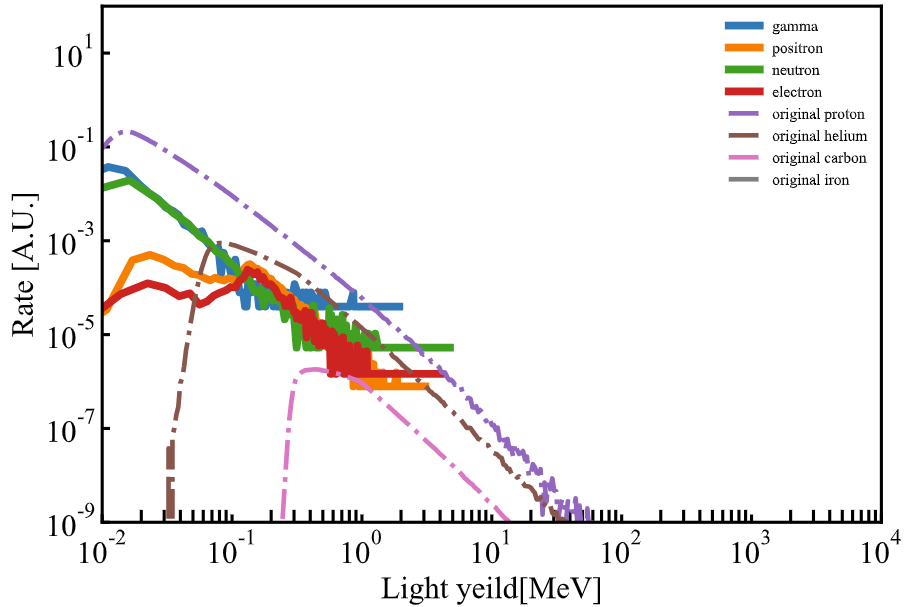 gamma
positron
neutron
electron
original proton
original helium
original carbon
original iron
Rate [A.U.]
10^1
10^-1
10^-3
10^-5
10^-7
10^-9
10^-2 10^-1 10^0 10^1 10^2 10^3 10^4
Light yeild[MeV]